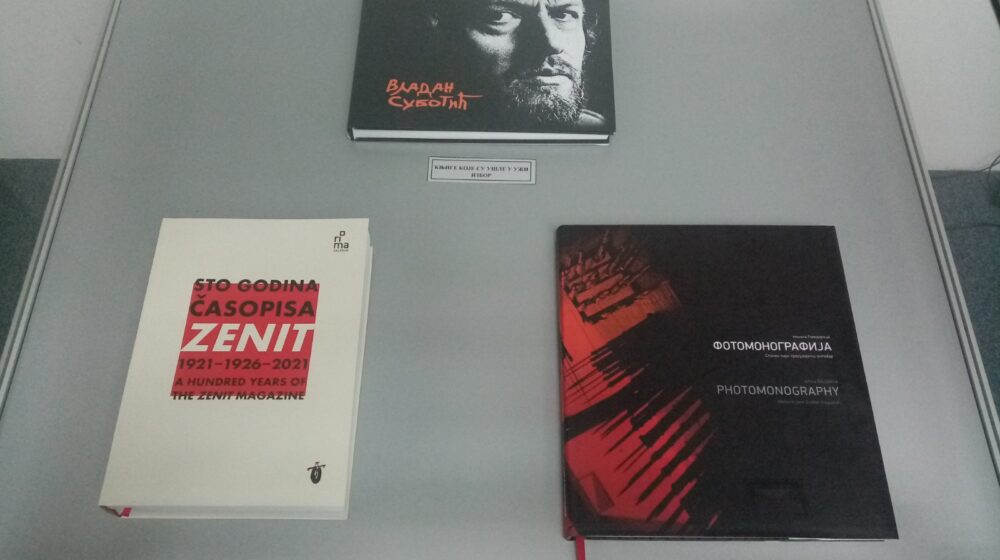 Владан
Суботић
КЊИГЕ КОЈЕ СУ УШЛЕ У УЖИ
ИЗБОР
rima
STO GODINA
ČASOPISA
ZENIT
1921–1926–2021
A HUNDRED YEARS OF
THE ZENIT MAGAZINE
ФОТОМОНОГРАФИЈА
PHOTOMONOGRAPHY